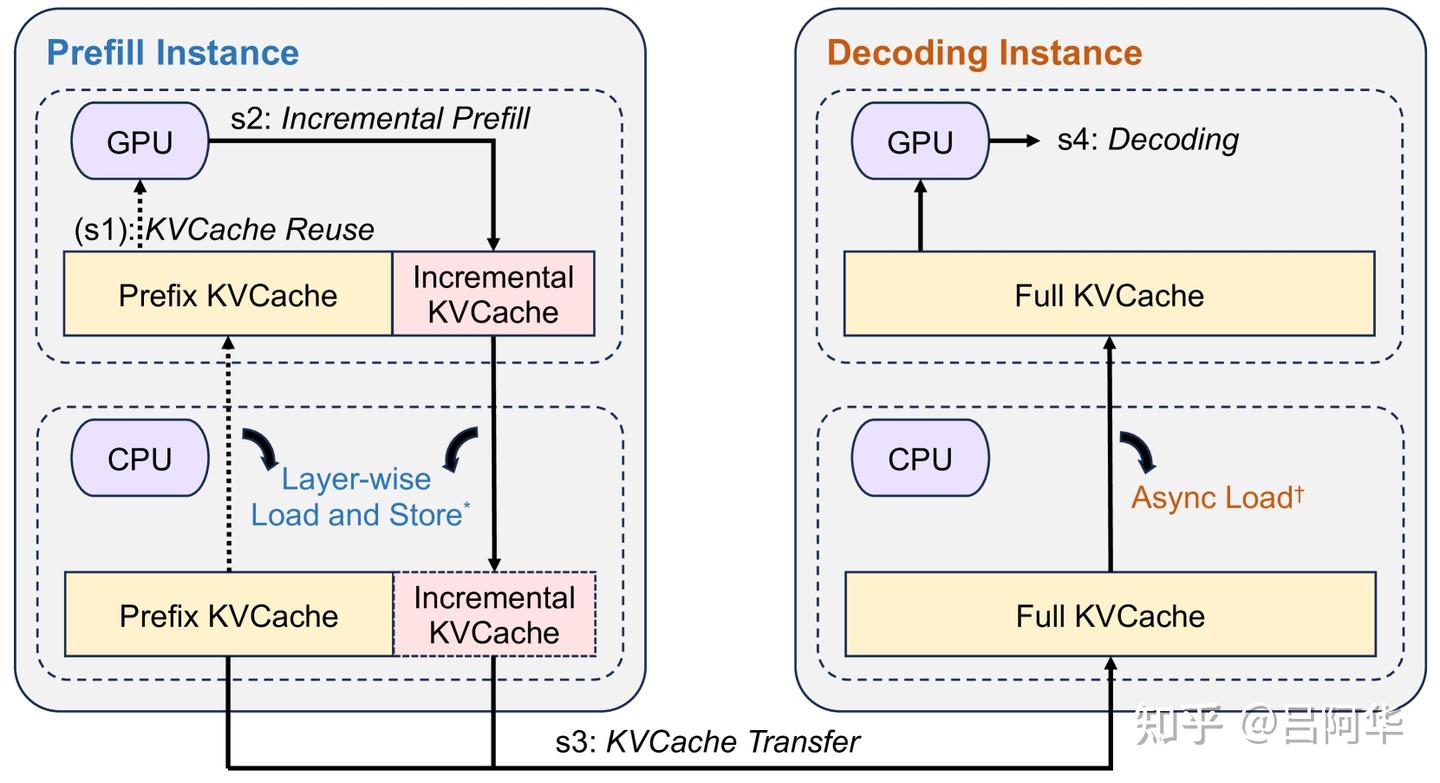 Prefill Instance
GPU
s2: Incremental Prefill
(s1): KVCache Reuse
Prefix KVCache
Incremental
KVCache
CPU
Layer-wise
Load and Store*
Prefix KVCache
Incremental
KVCache
Decoding Instance
GPU
s4: Decoding
Full KVCache
CPU
Async Load†
Full KVCache
s3: KVCache Transfer
知乎 @吕阿华